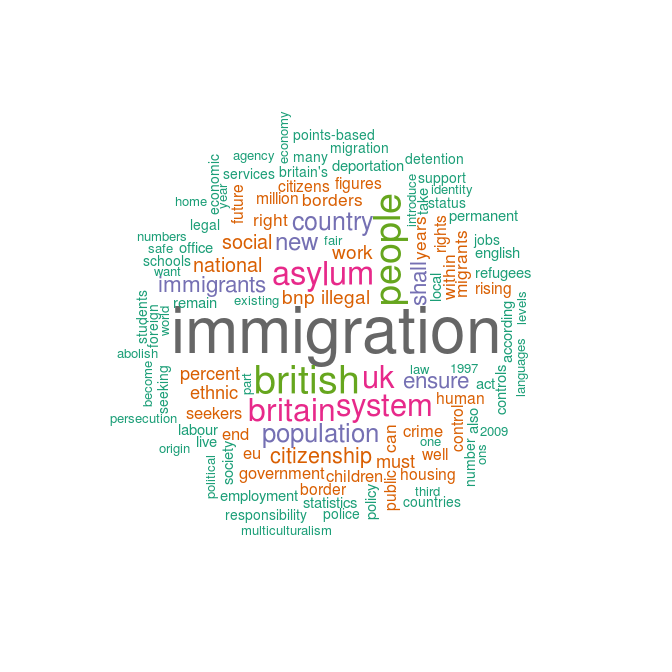 economy
points-based
migration
agency
many
detention
economic
services
britain's
deportation
support
year
citizens
figures
introduce
identity
home
future
million
borders
take
status
legal
right
country
people
years
rights
permanent
numbers
office
social
new
fair
work
jobs
safe
english
schools
national
asylum
shall
within
migrants
want
refugees
immigrants
bnp
illegal
local
rising
students
foreign
remain
existing
levels
world
immigration
according
abolish
percent
british
uk
law
1997
languages
become
seeking
ethnic
part
ensure
act
controls
seekers
britain
system
human
persecution
labour
end
population
can
crime
control
also
2009
origin
live
one
society
eu
citizenship
must
well
number
ons
political
government
children
housing
employment
border
public
third
statistics
policy
countries
responsibility
police
multiculturalism